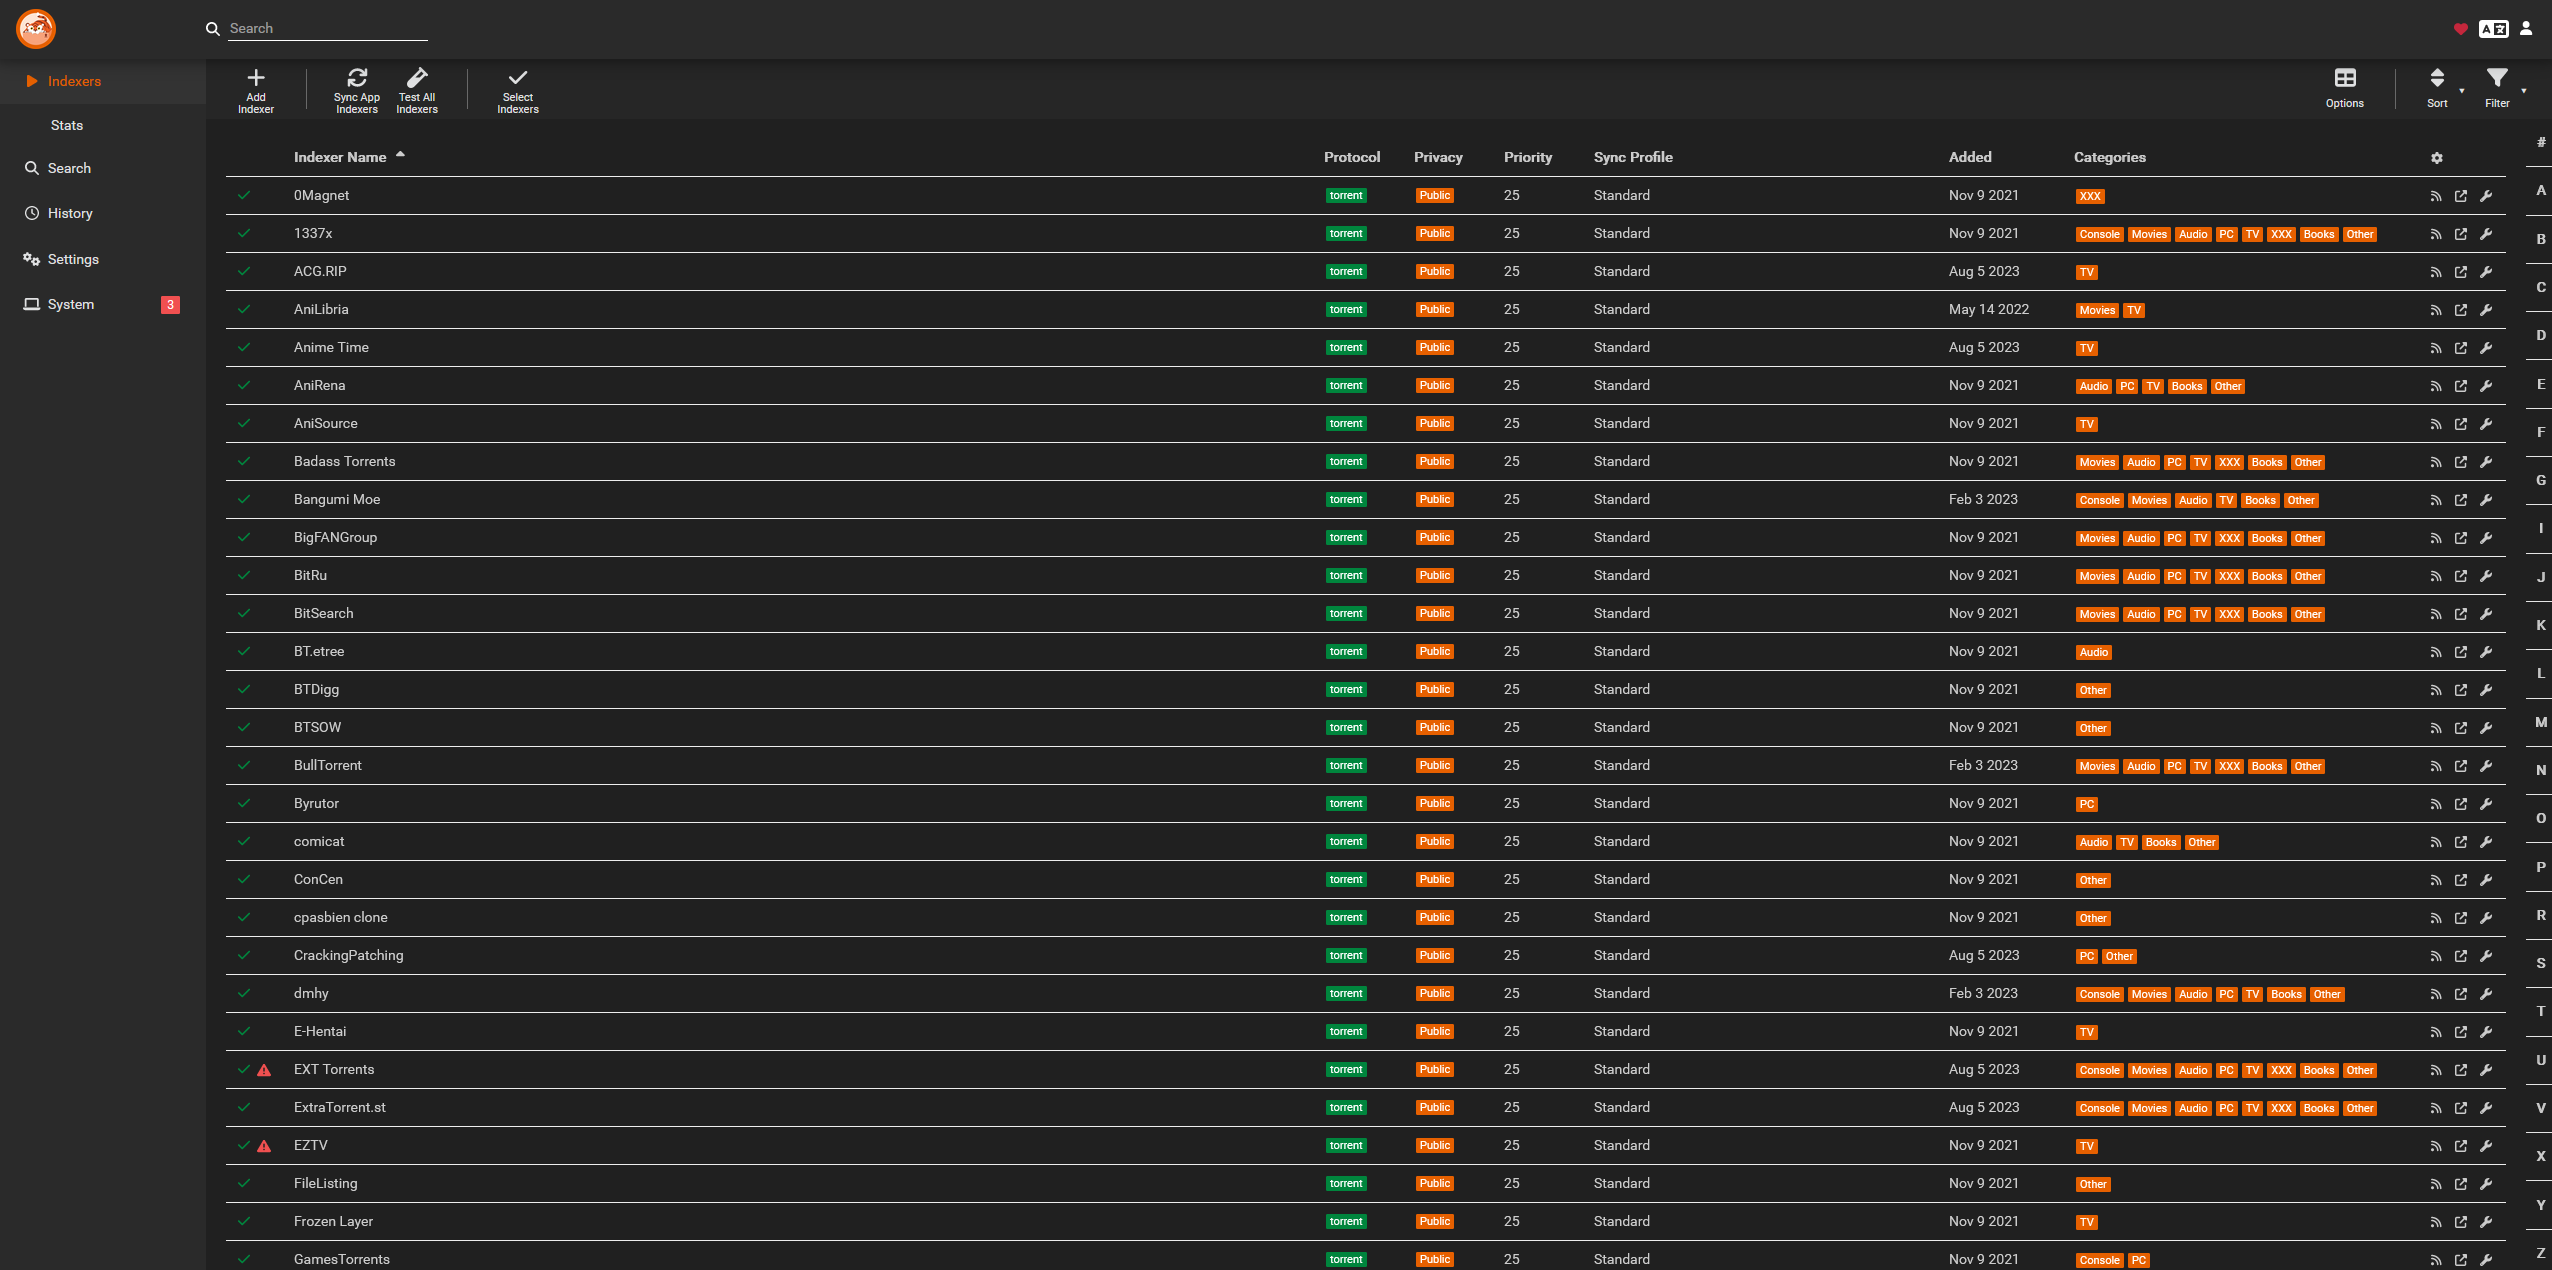 Search
Indexers
Stats
Search
History
Settings
System 3
Add Indexer Sync App Indexers Test All Indexers Select Indexers Options Sort Filter
Indexer Name Protocol Privacy Priority Sync Profile Added Categories
0Magnet torrent Public 25 Standard Nov 9 2021 XXX
1337x torrent Public 25 Standard Nov 9 2021 Console Movies Audio PC TV XXX Books Other
ACG.RIP torrent Public 25 Standard Aug 5 2023 TV
AniLibria torrent Public 25 Standard May 14 2022 Movies TV
Anime Time torrent Public 25 Standard Aug 5 2023 TV
AniRena torrent Public 25 Standard Nov 9 2021 Audio PC TV Books Other
AniSource torrent Public 25 Standard Nov 9 2021 TV
Badass Torrents torrent Public 25 Standard Nov 9 2021 Movies Audio PC TV XXX Books Other
Bangumi Moe torrent Public 25 Standard Feb 3 2023 Console Movies Audio TV Books Other
BigFANGroup torrent Public 25 Standard Nov 9 2021 Movies Audio PC TV XXX Books Other
BitRu torrent Public 25 Standard Nov 9 2021 Movies Audio PC TV XXX Books Other
BitSearch torrent Public 25 Standard Nov 9 2021 Movies Audio PC TV XXX Books Other
BT.etree torrent Public 25 Standard Nov 9 2021 Audio
BTDigg torrent Public 25 Standard Nov 9 2021 Other
BTSOW torrent Public 25 Standard Nov 9 2021 Other
BullTorrent torrent Public 25 Standard Feb 3 2023 Movies Audio PC TV XXX Books Other
Byrutor torrent Public 25 Standard Nov 9 2021 PC
comicat torrent Public 25 Standard Nov 9 2021 Audio TV Books Other
ConCen torrent Public 25 Standard Nov 9 2021 Other
cpasbien clone torrent Public 25 Standard Nov 9 2021 Other
CrackingPatching torrent Public 25 Standard Aug 5 2023 PC Other
dmhy torrent Public 25 Standard Feb 3 2023 Console Movies Audio PC TV Books Other
E-Hentai torrent Public 25 Standard Nov 9 2021 TV
EXT Torrents torrent Public 25 Standard Aug 5 2023 Console Movies Audio PC TV XXX Books Other
ExtraTorrent.st torrent Public 25 Standard Aug 5 2023 Console Movies Audio PC TV XXX Books Other
EZTV torrent Public 25 Standard Nov 9 2021 TV
FileListing torrent Public 25 Standard Nov 9 2021 Other
Frozen Layer torrent Public 25 Standard Nov 9 2021 TV
GamesTorrents torrent Public 25 Standard Nov 9 2021 Console PC
#
A
B
C
D
E
F
G
I
J
K
L
M
N
O
P
R
S
T
U
V
X
Y
Z